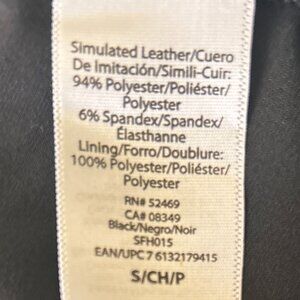 Simulated Leather/Cuero
De Imitación/Simili-Cuir:
94% Polyester/Poliéster/
Polyester
6% Spandex/Spandex/
Élasthanne
Lining/Forro/Doublure:
100% Polyester/Poliéster/
Polyester
RN# 52469
CA# 08349
Black/Negro/Noir
SFH015
EAN/UPC 7 6132179415
S/CH/P